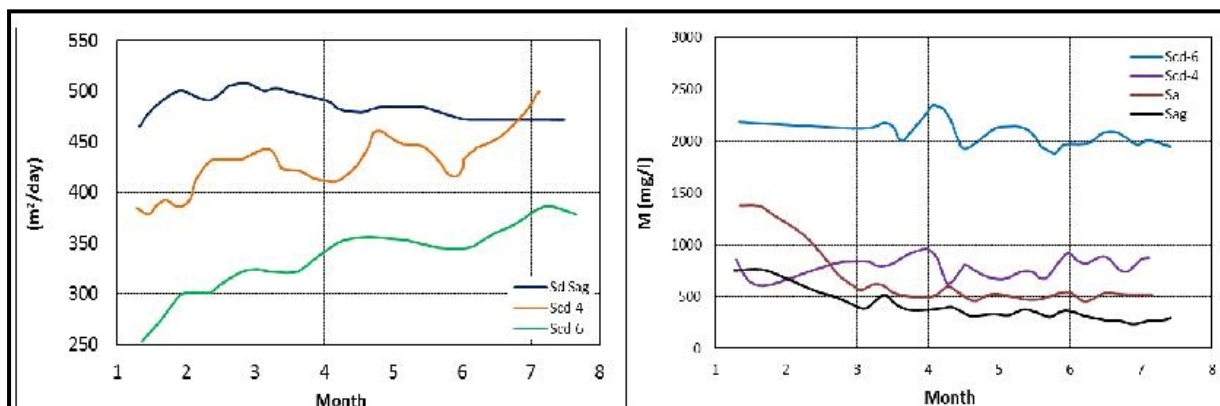 550
500
450
400
350
300
250
(m²/day)
1 2 3 4 5 6 7 8
Month
Sd Sag
Scd 4
Scd 6
3000
2500
2000
1500
1000
500
0
M [mg/l]
1 2 3 4 5 6 7 8
Month
Scd-6
Scd-4
Sa
Sag